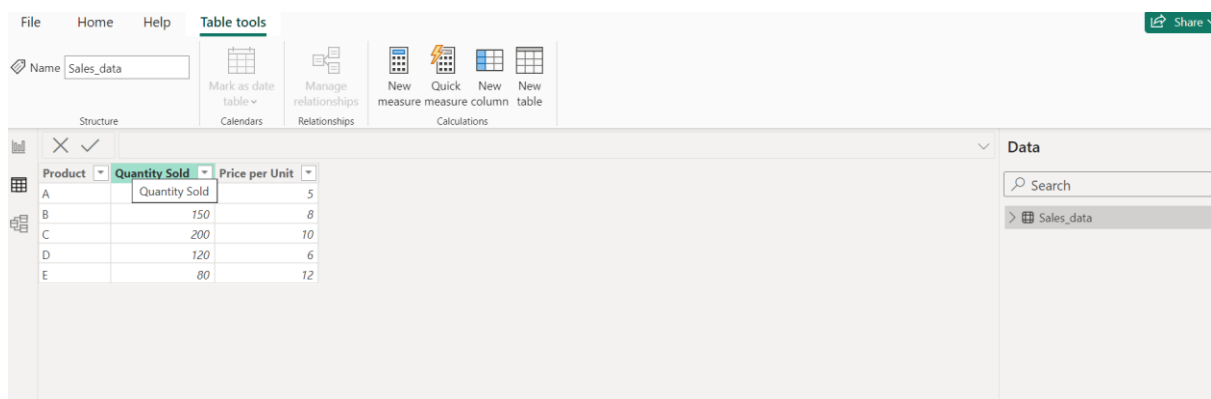 File Home Help Table tools Share
Name Sales_data
Mark as date table
Manage relationships
New measure
Quick measure
New column
New table
Structure Calendars Relationships Calculations
Data
Search
Sales_data
Product Quantity Sold Price per Unit
Quantity Sold
A 5
B 150 8
C 200 10
D 120 6
E 80 12